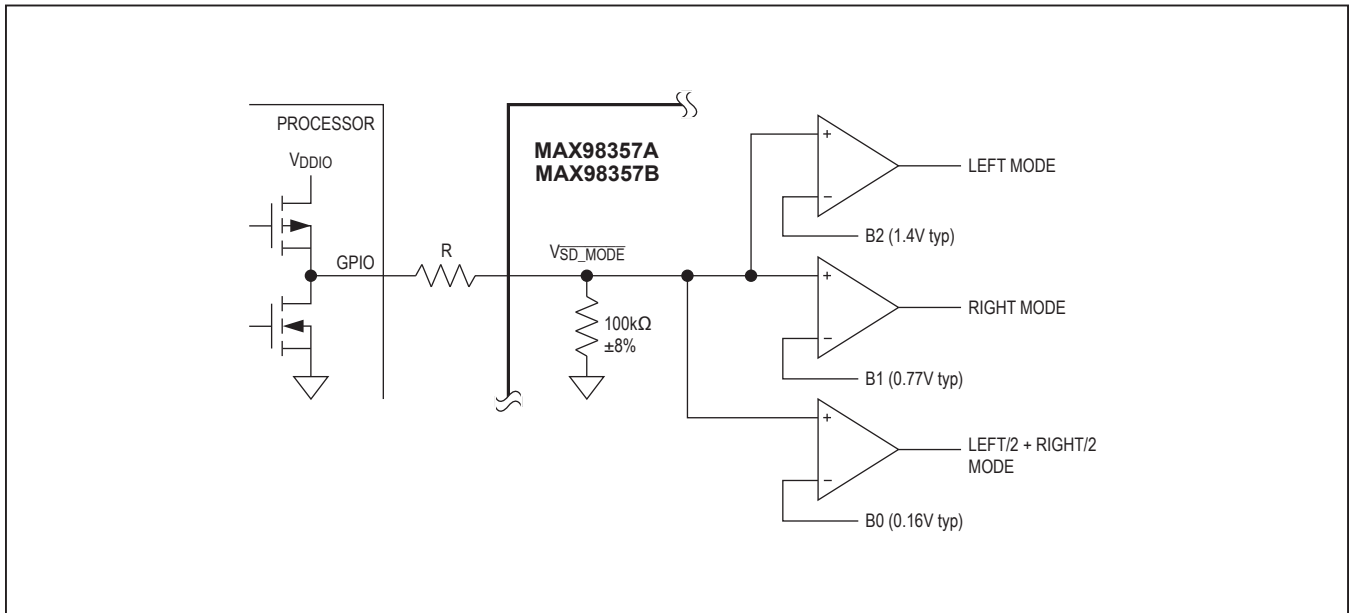 PROCESSOR
VDDIO
GPIO
R
MAX98357A
MAX98357B
VSD_MODE
100kΩ
±8%
+
−
LEFT MODE
B2 (1.4V typ)
+
−
RIGHT MODE
B1 (0.77V typ)
+
−
LEFT/2 + RIGHT/2
MODE
B0 (0.16V typ)